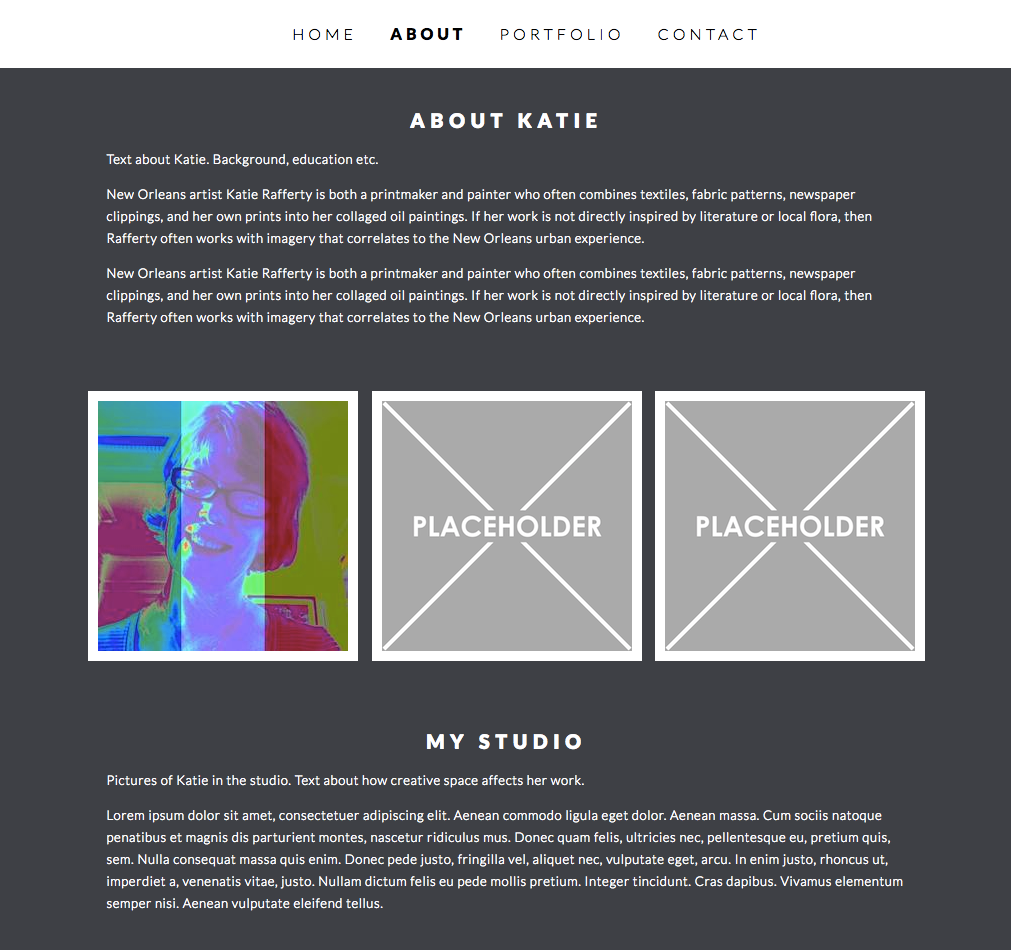 HOME ABOUT PORTFOLIO CONTACT
ABOUT KATIE
Text about Katie. Background, education etc.
New Orleans artist Katie Rafferty is both a printmaker and painter who often combines textiles, fabric patterns, newspaper
clippings, and her own prints into her collaged oil paintings. If her work is not directly inspired by literature or local flora, then
Rafferty often works with imagery that correlates to the New Orleans urban experience.
New Orleans artist Katie Rafferty is both a printmaker and painter who often combines textiles, fabric patterns, newspaper
clippings, and her own prints into her collaged oil paintings. If her work is not directly inspired by literature or local flora, then
Rafferty often works with imagery that correlates to the New Orleans urban experience.
PLACEHOLDER PLACEHOLDER
MY STUDIO
Pictures of Katie in the studio. Text about how creative space affects her work.
Lorem ipsum dolor sit amet, consectetuer adipiscing elit. Aenean commodo ligula eget dolor. Aenean massa. Cum sociis natoque
penatibus et magnis dis parturient montes, nascetur ridiculus mus. Donec quam felis, ultricies nec, pellentesque eu, pretium quis,
sem. Nulla consequat massa quis enim. Donec pede justo, fringilla vel, aliquet nec, vulputate eget, arcu. In enim justo, rhoncus ut,
imperdiet a, venenatis vitae, justo. Nullam dictum felis eu pede mollis pretium. Integer tincidunt. Cras dapibus. Vivamus elementum
semper nisi. Aenean vulputate eleifend tellus.